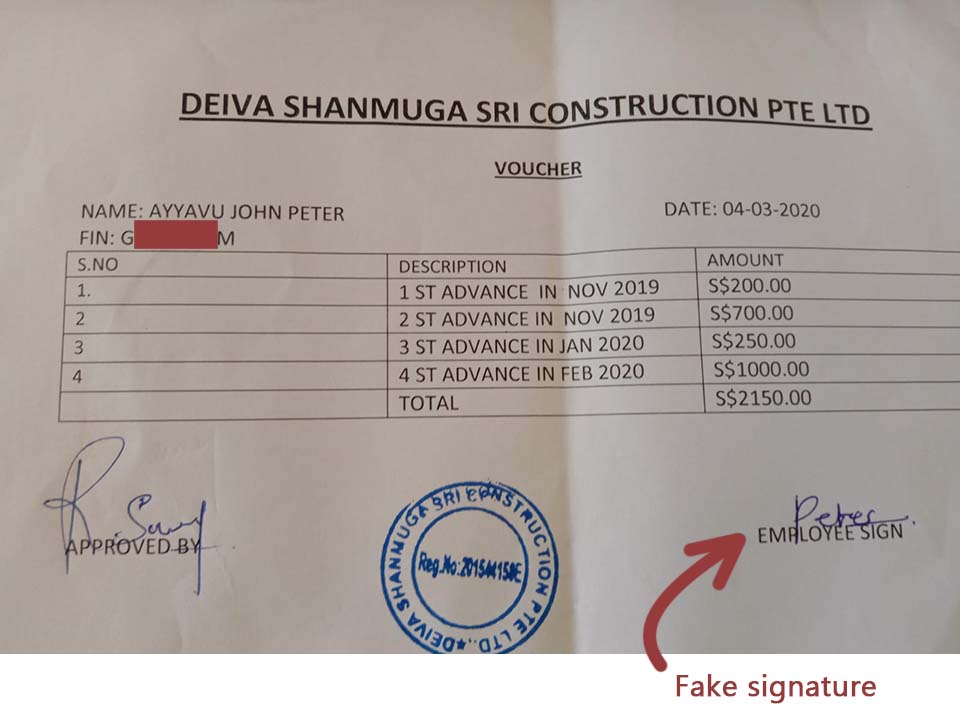 DEIVA SHANMUGA SRI CONSTRUCTION PTE LTD
VOUCHER
NAME: AYYAVU JOHN PETER
DATE: 04-03-2020
FIN: G M
S.NO DESCRIPTION AMOUNT
1. 1 ST ADVANCE IN NOV 2019 S$200.00
2 2 ST ADVANCE IN NOV 2019 S$700.00
3 3 ST ADVANCE IN JAN 2020 S$250.00
4 4 ST ADVANCE IN FEB 2020 S$1000.00
TOTAL S$2150.00
APPROVED BY
DEIVA SHANMUGA SRI CONSTRUCTION PTE LTD.,*
Reg.No:
Peter
EMPLOYEE SIGN
Fake signature